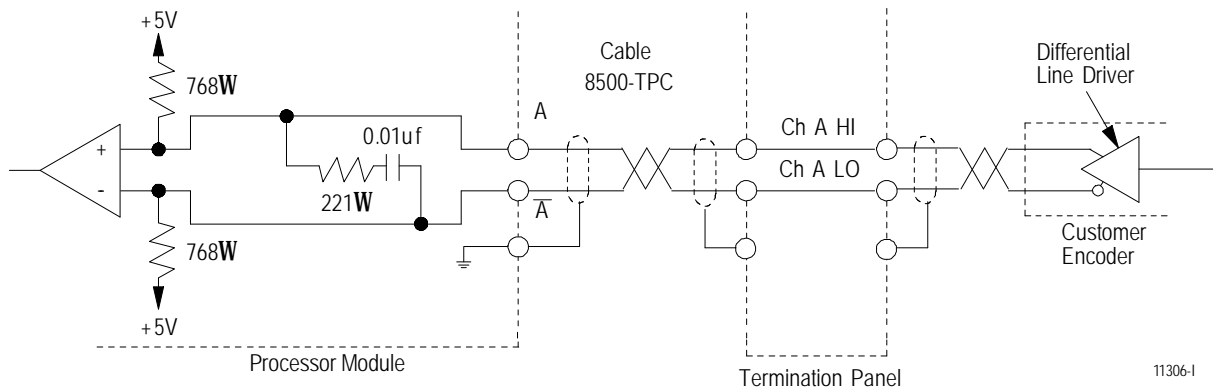 +5V
768W
0.01uf
221W
+
-
768W
+5V
A
A̅
Cable
8500-TPC
Ch A HI
Ch A LO
Differential
Line Driver
Customer
Encoder
Processor Module
Termination Panel
11306-I